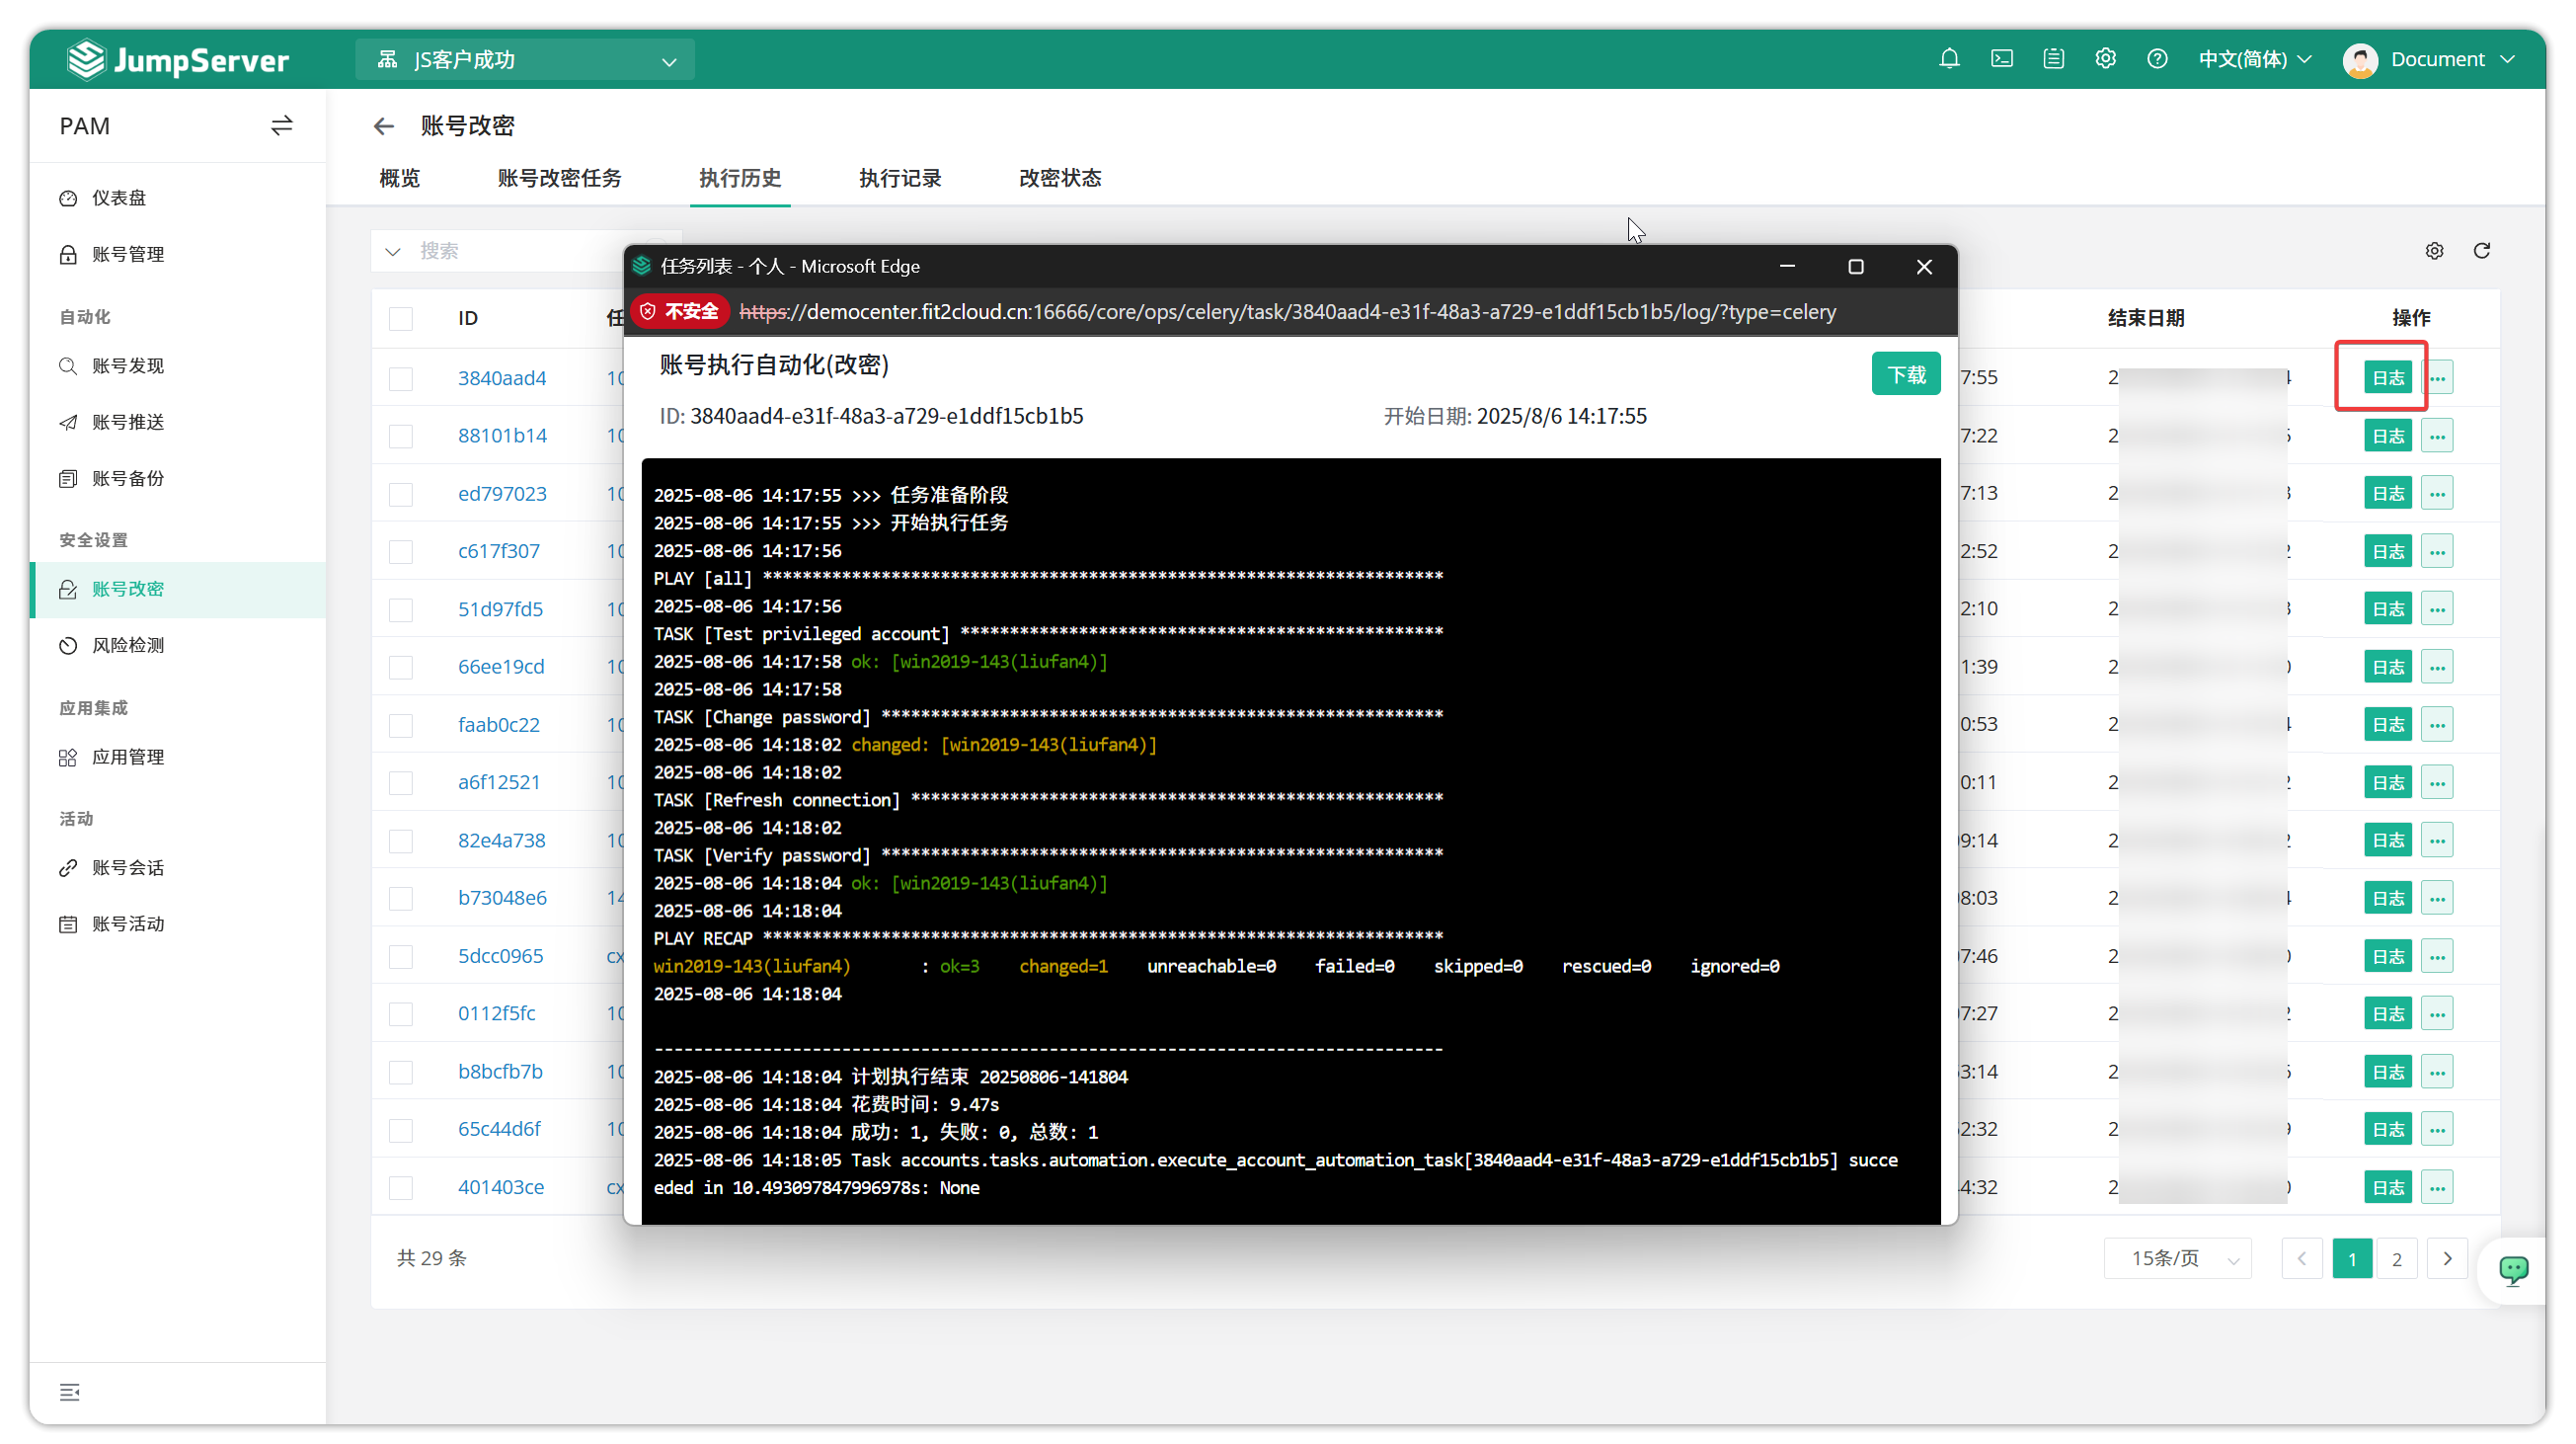 JumpServer
JS客户成功
中文(简体)
Document
PAM
仪表盘
账号管理
自动化
账号发现
账号推送
账号备份
安全设置
账号改密
风险检测
应用集成
应用管理
活动
账号会话
账号活动
账号改密
概览 账号改密任务 执行历史 执行记录 改密状态
搜索
ID 任 结束日期 操作
3840aad4 10 7:55 2 日志 ...
88101b14 10 7:22 2 日志 ...
ed797023 10 7:13 2 日志 ...
c617f307 10 2:52 2 日志 ...
51d97fd5 10 2:10 2 日志 ...
66ee19cd 10 1:39 2 日志 ...
faab0c22 10 0:53 2 日志 ...
a6f12521 10 0:11 2 日志 ...
82e4a738 10 9:14 2 日志 ...
b73048e6 14 8:03 2 日志 ...
5dcc0965 cx 7:46 2 日志 ...
0112f5fc 10 7:27 2 日志 ...
b8bcfb7b 10 3:14 2 日志 ...
65c44d6f 10 2:32 2 日志 ...
401403ce cx 4:32 2 日志 ...
共 29 条
15条/页
1 2
任务列表 - 个人 - Microsoft Edge
不安全 https://democenter.fit2cloud.cn:16666/core/ops/celery/task/3840aad4-e31f-48a3-a729-e1ddf15cb1b5/log/?type=celery
账号执行自动化(改密)
下载
ID: 3840aad4-e31f-48a3-a729-e1ddf15cb1b5 开始日期: 2025/8/6 14:17:55
2025-08-06 14:17:55 >>> 任务准备阶段
2025-08-06 14:17:55 >>> 开始执行任务
2025-08-06 14:17:56
PLAY [all] *********************************************************************
2025-08-06 14:17:56
TASK [Test privileged account] *************************************************
2025-08-06 14:17:58 ok: [win2019-143(liufan4)]
2025-08-06 14:17:58
TASK [Change password] *********************************************************
2025-08-06 14:18:02 changed: [win2019-143(liufan4)]
2025-08-06 14:18:02
TASK [Refresh connection] ******************************************************
2025-08-06 14:18:02
TASK [Verify password] *********************************************************
2025-08-06 14:18:04 ok: [win2019-143(liufan4)]
2025-08-06 14:18:04
PLAY RECAP *********************************************************************
win2019-143(liufan4) : ok=3 changed=1 unreachable=0 failed=0 skipped=0 rescued=0 ignored=0
2025-08-06 14:18:04
--------------------------------------------------------------------------------
2025-08-06 14:18:04 计划执行结束 20250806-141804
2025-08-06 14:18:04 花费时间: 9.47s
2025-08-06 14:18:04 成功: 1, 失败: 0, 总数: 1
2025-08-06 14:18:05 Task accounts.tasks.automation.execute_account_automation_task[3840aad4-e31f-48a3-a729-e1ddf15cb1b5] succe
eded in 10.493097847996978s: None